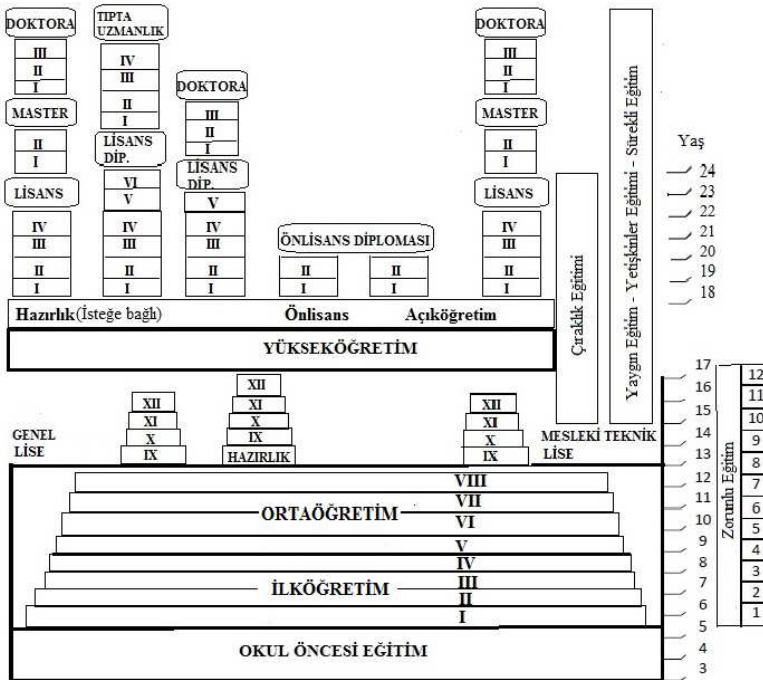 DOKTORA
TIPTA
UZMANLIK
DOKTORA
III
IV
III
II
III
II
I
DOKTORA
II
I
MASTER
II
I
III
II
I
MASTER
II
I
LİSANS
DİP.
LİSANS
DİP.
II
I
Yaş
LİSANS
VI
V
V
LİSANS
24
23
22
21
20
19
18
IV
III
II
I
IV
III
II
I
IV
III
II
I
ÖNLİSANS DİPLOMASI
II
I
II
I
IV
III
II
I
Çıraklık Eğitimi
Yaygın Eğitim - Yetişkinler Eğitimi - Sürekli Eğitim
Hazırlık (İsteğe bağlı) Önlisans Açıköğretim
YÜKSEKÖĞRETİM
XII
XI
X
IX
XII
XI
X
IX
HAZIRLIK
XII
XI
X
IX
GENEL
LİSE
MESLEKİ TEKNİK
LİSE
17
16
15
14
13
12
11
10
9
8
7
6
5
4
3
Zorunlu Eğitim
12
11
10
9
8
7
6
5
4
3
2
1
VIII
VII
ORTAÖĞRETİM
VI
V
IV
İLKÖĞRETİM
III
II
I
OKUL ÖNCESİ EĞİTİM